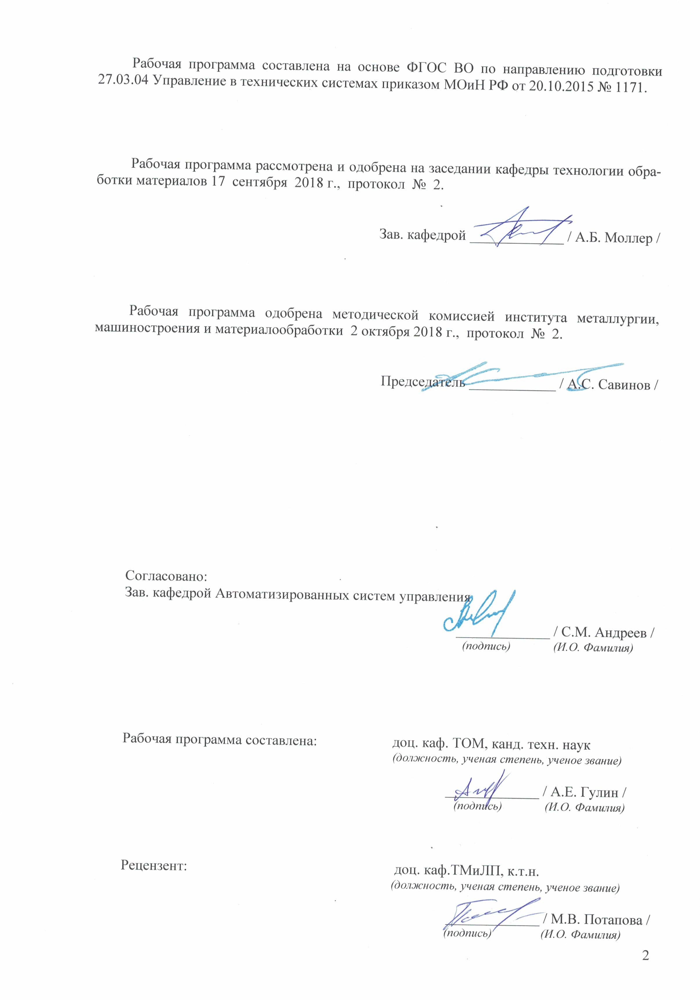 Рабочая программа составлена на основе ФГОС ВО по направлению подготовки
27.03.04 Управление в технических системах приказом МОиН РФ от 20.10.2015 № 1171.
Рабочая программа рассмотрена и одобрена на заседании кафедры технологии обра-
ботки материалов 17 сентября 2018 г., протокол № 2.
Зав. кафедрой ____________ / А.Б. Моллер /
Рабочая программа одобрена методической комиссией института металлургии,
машиностроения и материалообработки 2 октября 2018 г., протокол № 2.
Председатель ____________ / А.С. Савинов /
Согласовано:
Зав. кафедрой Автоматизированных систем управления
____________ / С.М. Андреев /
(подпись) (И.О. Фамилия)
Рабочая программа составлена: доц. каф. ТОМ, канд. техн. наук
(должность, ученая степень, ученое звание)
____________ / А.Е. Гулин /
(подпись) (И.О. Фамилия)
Рецензент: доц. каф.ТМиЛП, к.т.н.
(должность, ученая степень, ученое звание)
____________ / М.В. Потапова /
(подпись) (И.О. Фамилия)
2